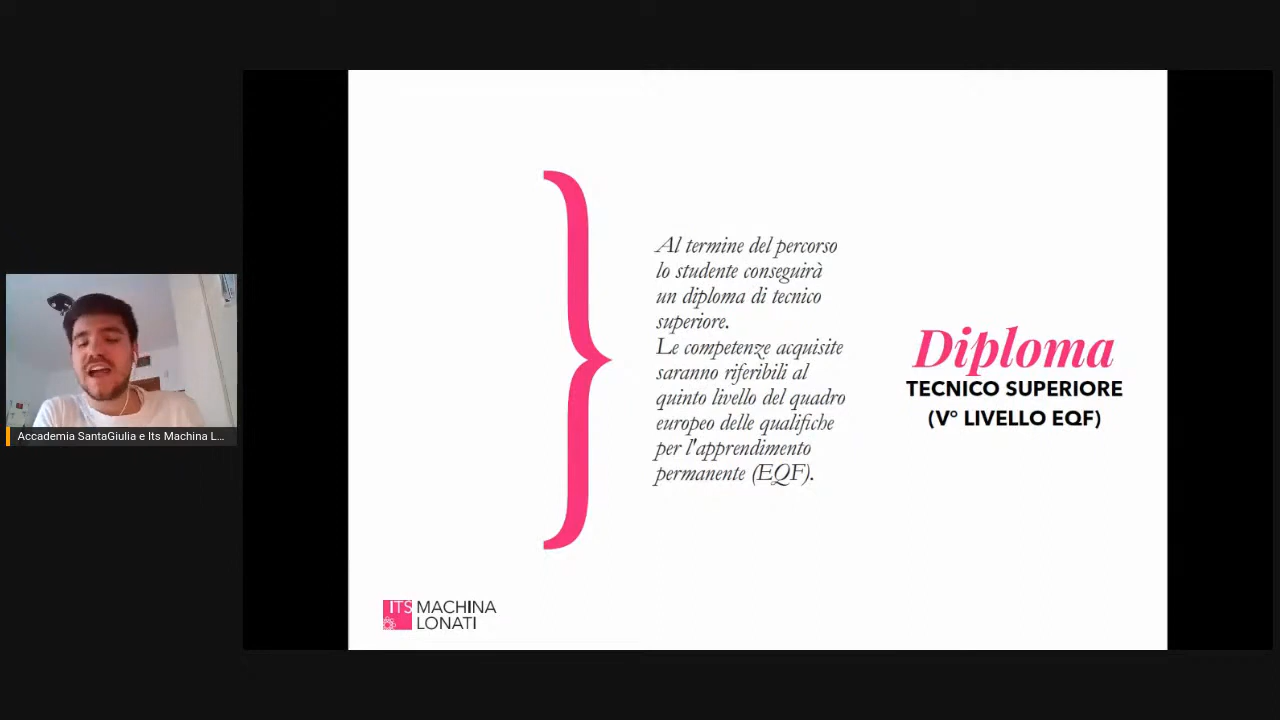 Al termine del percorso
lo studente conseguirà
un diploma di tecnico
superiore.
Le competenze acquisite
saranno riferibili al
quinto livello del quadro
europeo delle qualifiche
per l'apprendimento
permanente (EQF).
Diploma
TECNICO SUPERIORE
(V° LIVELLO EQF)
Accademia SantaGiulia e Its Machina L...
ITS MACHINA
LONATI